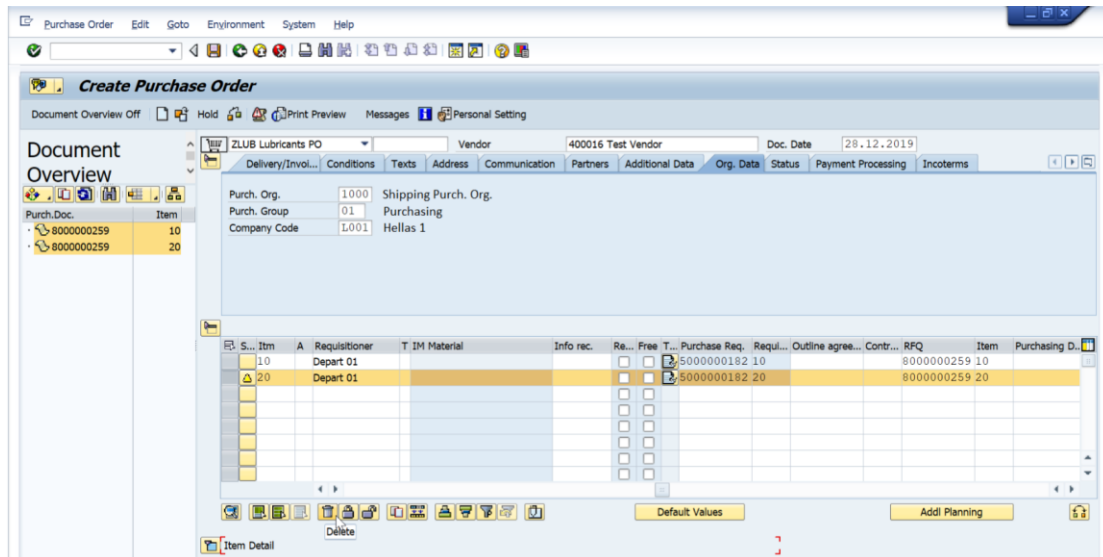 Purchase Order Edit Goto Environment System Help
Create Purchase Order
Document Overview Off Hold Print Preview Messages Personal Setting
Document Overview
Purch.Doc. Item
8000000259 10
8000000259 20
ZLUB Lubricants PO Vendor 400016 Test Vendor Doc. Date 28.12.2019
Delivery/Invoi... Conditions Texts Address Communication Partners Additional Data Org. Data Status Payment Processing Incoterms
Purch. Org. 1000 Shipping Purch. Org.
Purch. Group 01 Purchasing
Company Code L001 Hellas 1
S... Itm A Requisitioner T IM Material Info rec. Re... Free T... Purchase Req. Requi... Outline agree... Contr... RFQ Item Purchasing D...
10 Depart 01 5000000182 10 8000000259 10
20 Depart 01 5000000182 20 8000000259 20
Default Values Addl Planning
Delete
Item Detail